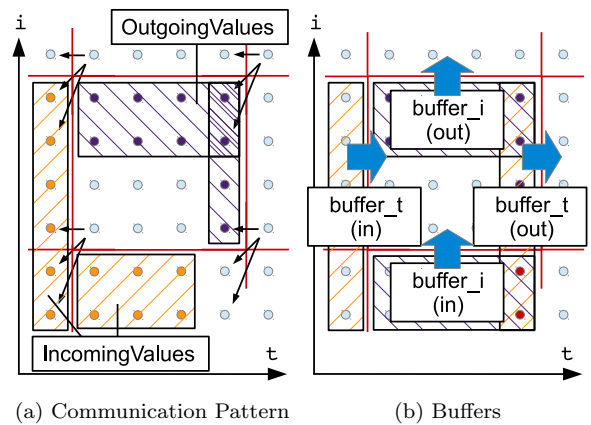 i
OutgoingValues
IncomingValues
t
(a) Communication Pattern
i
buffer_i
(out)
buffer_t
(in)
buffer_t
(out)
buffer_i
(in)
t
(b) Buffers